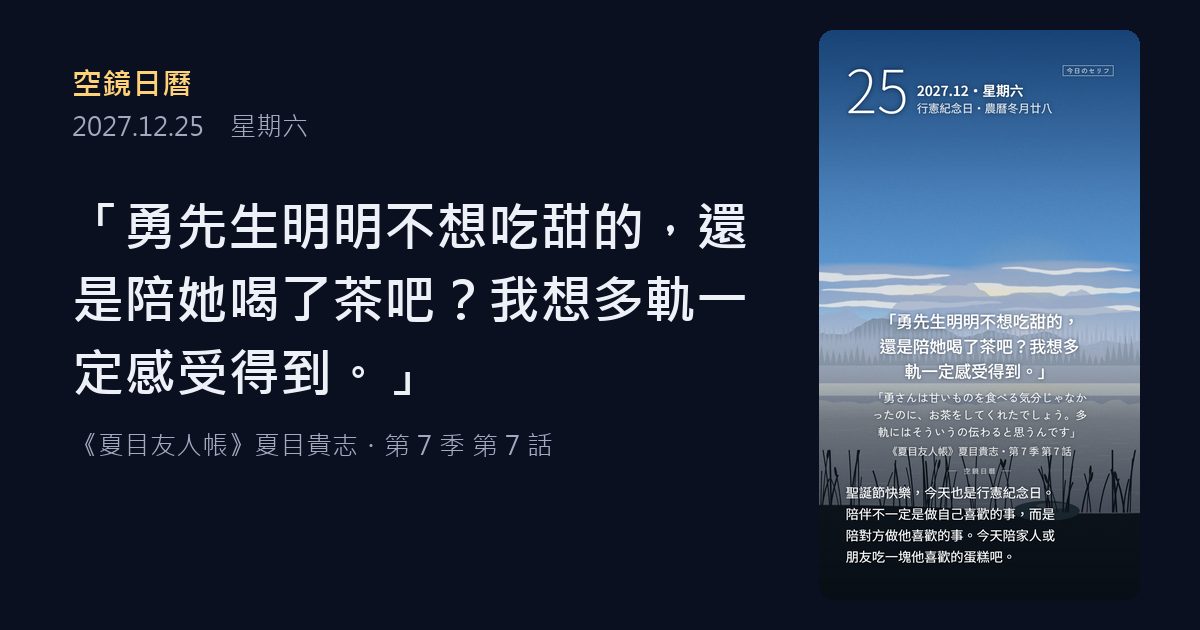 空鏡日曆
2027.12.25 星期六
「勇先生明明不想吃甜的，還
是陪她喝了茶吧？我想多軌一
定感受得到。」
《夏目友人帳》夏目貴志・第 7 季 第 7 話
25
2027.12・星期六
行憲紀念日・農曆冬月廿八
今日のセリフ
「勇先生明明不想吃甜的，
還是陪她喝了茶吧？我想多
軌一定感受得到。」
「勇さんは甘いものを食べる気分じゃなか
ったのに、お茶をしてくれたでしょう。多
軌にはそういうの伝わると思うんです」
《夏目友人帳》夏目貴志・第 7 季 第 7 話
— 空鏡日曆 —
聖誕節快樂，今天也是行憲紀念日。
陪伴不一定是做自己喜歡的事，而是
陪對方做他喜歡的事。今天陪家人或
朋友吃一塊他喜歡的蛋糕吧。